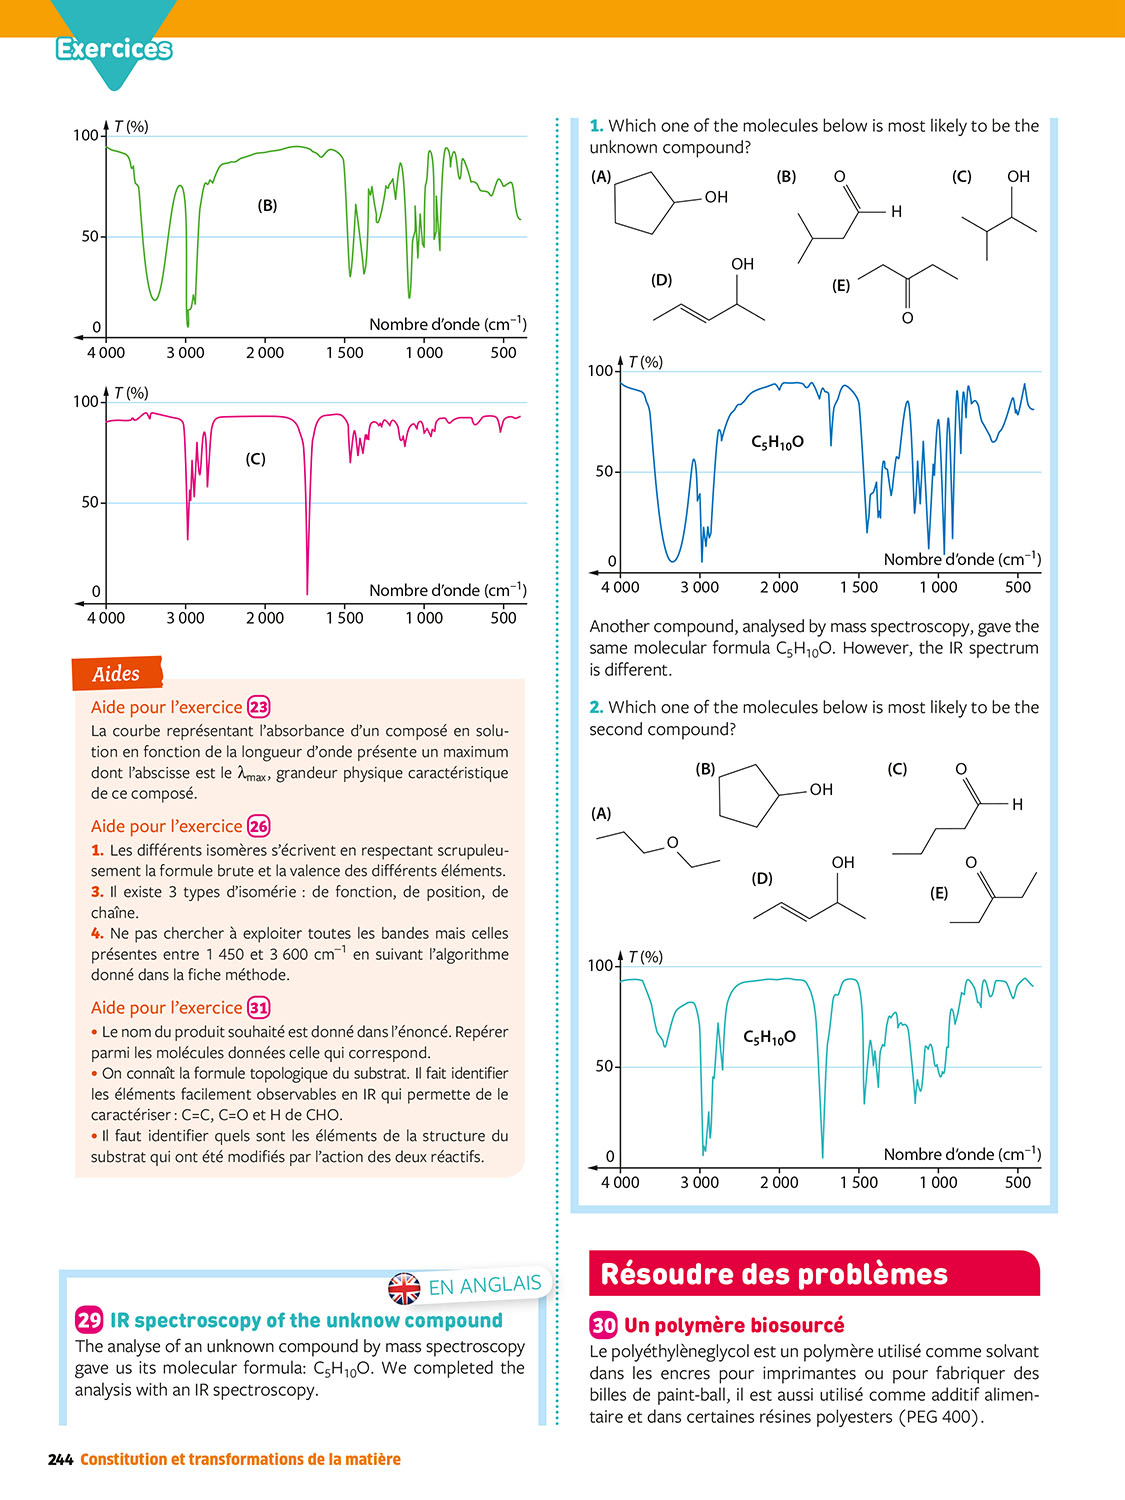 Exercices
T (%)
100
50
0
(B)
Nombre d'onde (cm⁻¹)
4 000 3 000 2 000 1 500 1 000 500
T (%)
100
50
0
(C)
Nombre d'onde (cm⁻¹)
4 000 3 000 2 000 1 500 1 000 500
Aides
Aide pour l'exercice 23
La courbe représentant l'absorbance d'un composé en solu-
tion en fonction de la longueur d'onde présente un maximum
dont l'abscisse est le λmax, grandeur physique caractéristique
de ce composé.
Aide pour l'exercice 26
1. Les différents isomères s'écrivent en respectant scrupuleu-
sement la formule brute et la valence des différents éléments.
3. Il existe 3 types d'isomérie : de fonction, de position, de
chaîne.
4. Ne pas chercher à exploiter toutes les bandes mais celles
présentes entre 1 450 et 3 600 cm⁻¹ en suivant l'algorithme
donné dans la fiche méthode.
Aide pour l'exercice 31
• Le nom du produit souhaité est donné dans l'énoncé. Repérer
parmi les molécules données celle qui correspond.
• On connaît la formule topologique du substrat. Il fait identifier
les éléments facilement observables en IR qui permette de le
caractériser : C=C, C=O et H de CHO.
• Il faut identifier quels sont les éléments de la structure du
substrat qui ont été modifiés par l'action des deux réactifs.
EN ANGLAIS
29 IR spectroscopy of the unknow compound
The analyse of an unknown compound by mass spectroscopy
gave us its molecular formula: C₅H₁₀O. We completed the
analysis with an IR spectroscopy.
1. Which one of the molecules below is most likely to be the
unknown compound?
(A) OH
(B) O H
(C) OH
(D) OH
(E) O
T (%)
100
50
0
C₅H₁₀O
Nombre d'onde (cm⁻¹)
4 000 3 000 2 000 1 500 1 000 500
Another compound, analysed by mass spectroscopy, gave the
same molecular formula C₅H₁₀O. However, the IR spectrum
is different.
2. Which one of the molecules below is most likely to be the
second compound?
(A) O
(B) OH
(C) O H
(D) OH
(E) O
T (%)
100
50
0
C₅H₁₀O
Nombre d'onde (cm⁻¹)
4 000 3 000 2 000 1 500 1 000 500
Résoudre des problèmes
30 Un polymère biosourcé
Le polyéthylèneglycol est un polymère utilisé comme solvant
dans les encres pour imprimantes ou pour fabriquer des
billes de paint-ball, il est aussi utilisé comme additif alimen-
taire et dans certaines résines polyesters (PEG 400).
244 Constitution et transformations de la matière